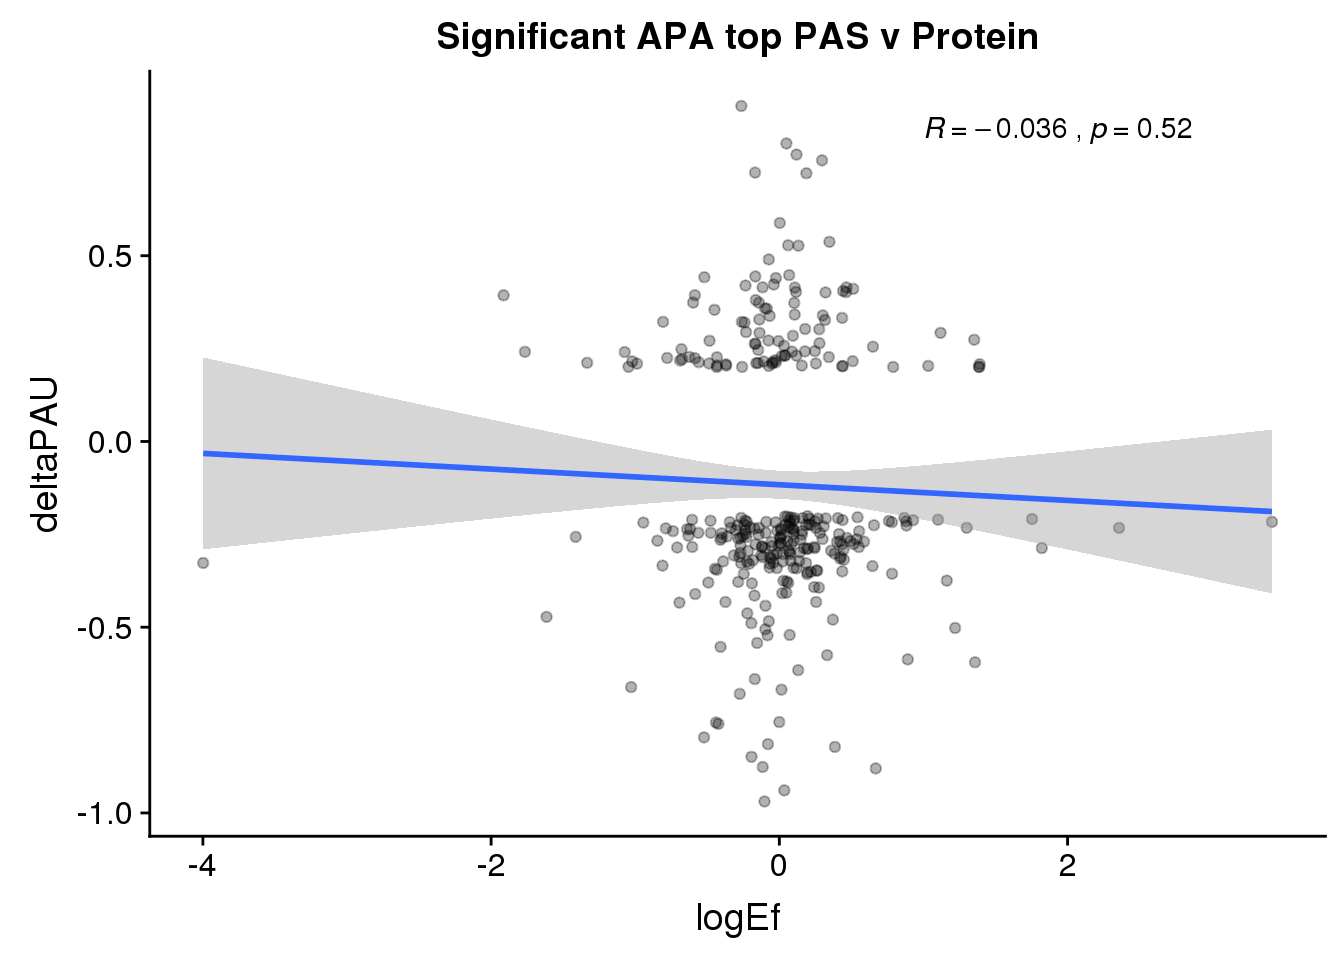 Significant APA top PAS v Protein
R = −0.036 , p = 0.52
deltaPAU
0.5
0.0
-0.5
-1.0
-4
-2
0
2
logEf